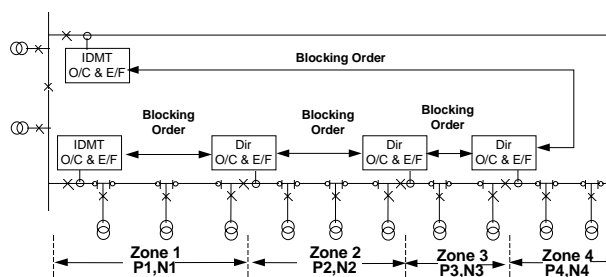 IDMT
O/C & E/F
Blocking Order
Blocking
Order
Blocking
Order
Blocking
Order
IDMT
O/C & E/F
Dir
O/C & E/F
Dir
O/C & E/F
Dir
O/C & E/F
Zone 1
P1,N1
Zone 2
P2,N2
Zone 3
P3,N3
Zone 4
P4,N4